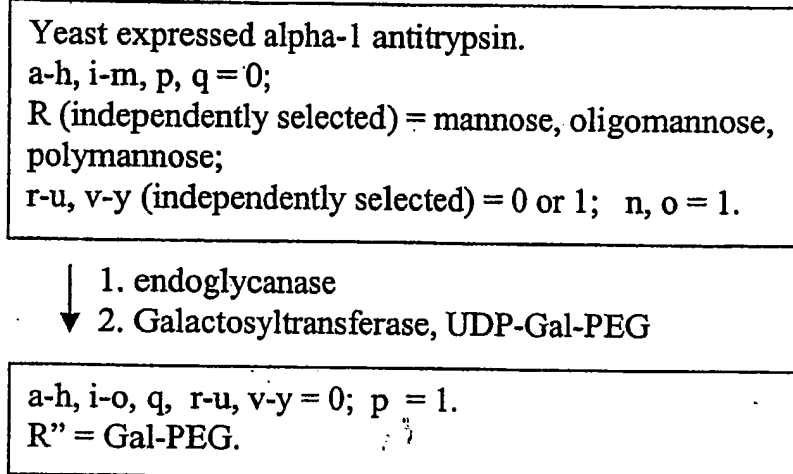 Yeast expressed alpha-1 antitrypsin.
a-h, i-m, p, q = 0;
R (independently selected) = mannose, oligomannose,
polymannose;
r-u, v-y (independently selected) = 0 or 1; n, o = 1.
1. endoglycanase
2. Galactosyltransferase, UDP-Gal-PEG
a-h, i-o, q, r-u, v-y = 0; p = 1.
R” = Gal-PEG.